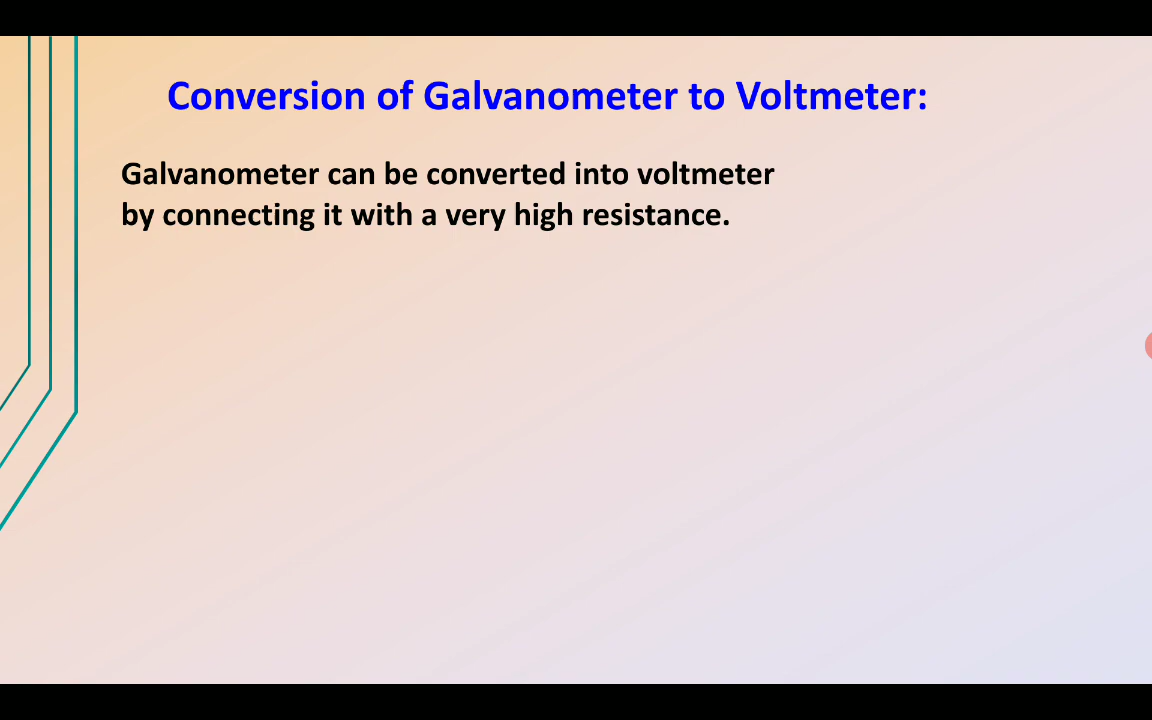 Conversion of Galvanometer to Voltmeter:
Galvanometer can be converted into voltmeter
by connecting it with a very high resistance.